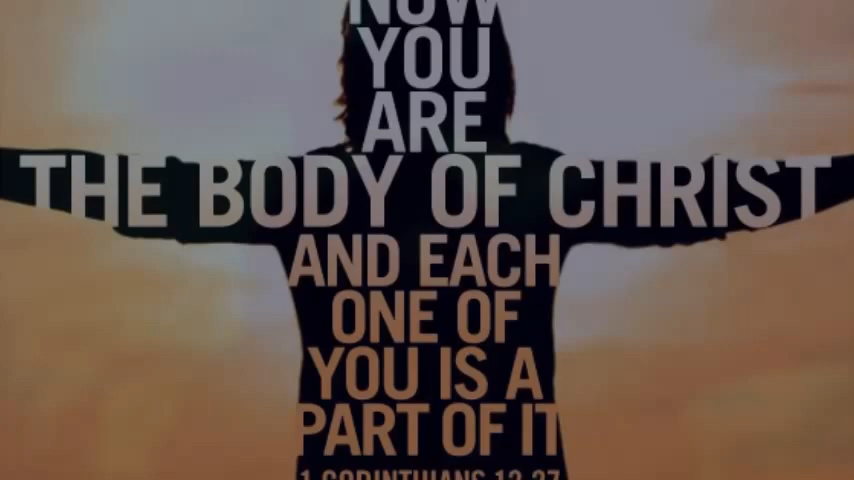 NOW
YOU
ARE
THE BODY OF CHRIST
AND EACH
ONE OF
YOU IS A
PART OF IT
1 CORINTHIANS 12:27